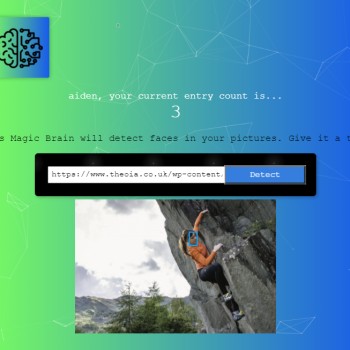 aiden, your current entry count is...
3
s Magic Brain will detect faces in your pictures. Give it a t
https://www.theoia.co.uk/wp-content.
Detect